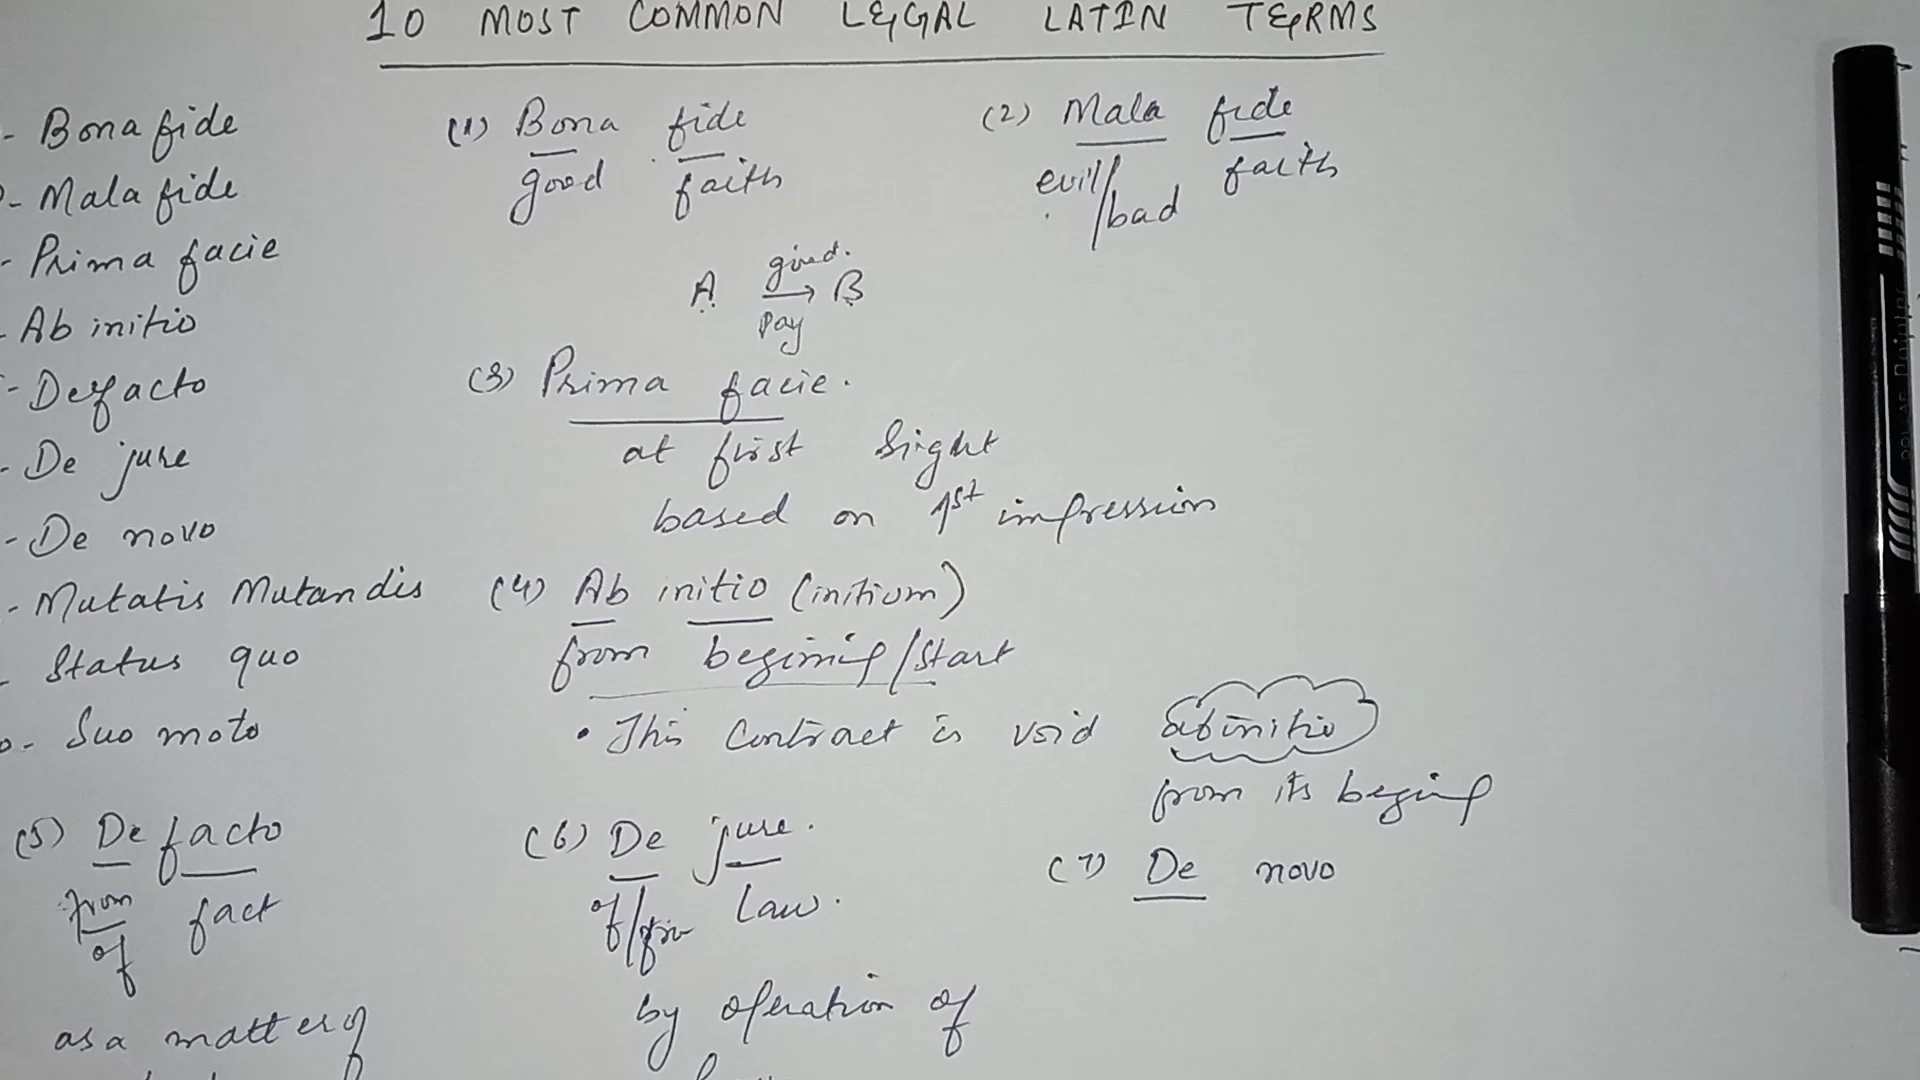 10 MOST COMMON LEGAL LATIN TERMS
- Bona fide
- Mala fide
- Prima facie
- Ab initio
- Defacto
- De jure
- De novo
- Mutatis Mutandis
- Status quo
- Suo moto
(1) Bona fide
good faith
(2) Mala fide
evil/ faith
/bad
good.
A → B
Pay
(3) Prima facie.
at first sight
based on 1st impression
(4) Ab initio (initium)
from begining/start
• This Contract is void abinitio
from its begining
(5) De facto
from fact
of
as a matter of
(6) De jure.
of/from Law.
by operation of
(7) De novo